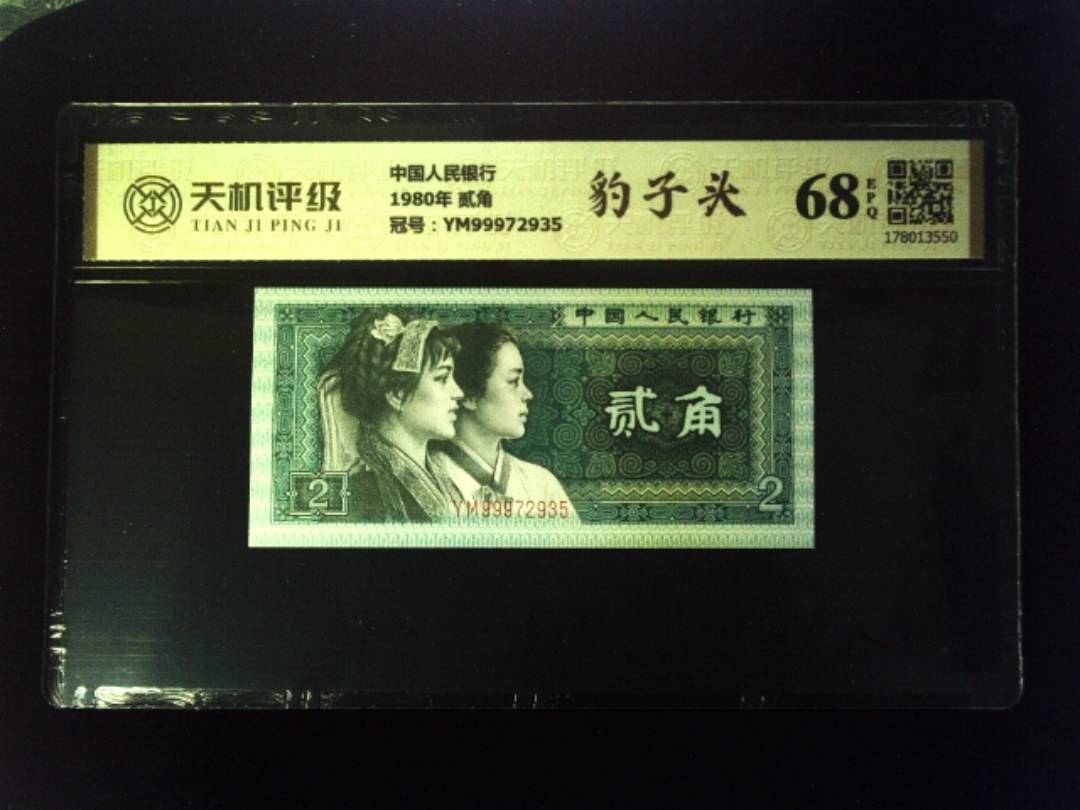 天机评级
TIAN JI PING JI
中国人民银行
1980年 贰角
冠号：YM99972935
豹子头
68
EPQ
178013550
中国人民银行
贰角
2
YM99972935
2